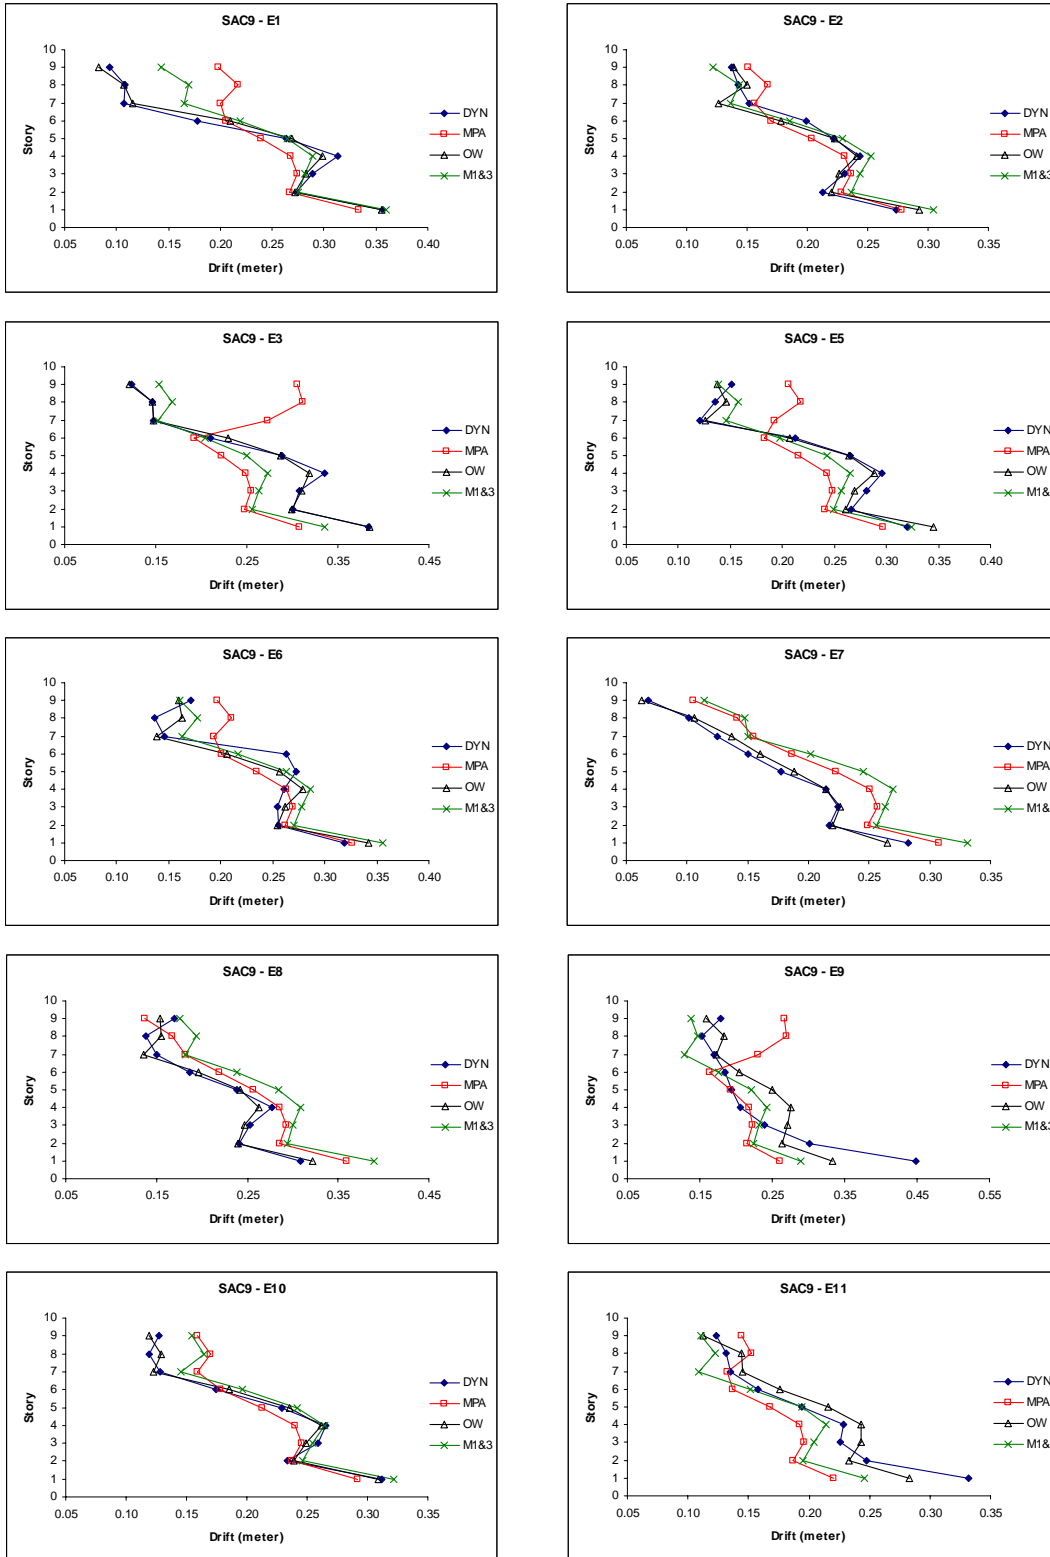 SAC9 - E1
10
9
8
7
6
5
4
3
2
1
0
Story
0.05 0.10 0.15 0.20 0.25 0.30 0.35 0.40
Drift (meter)
DYN
MPA
OW
M1&3
SAC9 - E2
10
9
8
7
6
5
4
3
2
1
0
Story
0.05 0.10 0.15 0.20 0.25 0.30 0.35
Drift (meter)
DYN
MPA
OW
M1&3
SAC9 - E3
10
9
8
7
6
5
4
3
2
1
0
Story
0.05 0.15 0.25 0.35 0.45
Drift (meter)
DYN
MPA
OW
M1&3
SAC9 - E5
10
9
8
7
6
5
4
3
2
1
0
Story
0.05 0.10 0.15 0.20 0.25 0.30 0.35 0.40
Drift (meter)
DYN
MPA
OW
M1&
SAC9 - E6
10
9
8
7
6
5
4
3
2
1
0
Story
0.05 0.10 0.15 0.20 0.25 0.30 0.35 0.40
Drift (meter)
DYN
MPA
OW
M1&3
SAC9 - E7
10
9
8
7
6
5
4
3
2
1
0
Story
0.05 0.10 0.15 0.20 0.25 0.30 0.35
Drift (meter)
DYN
MPA
OW
M1&3
SAC9 - E8
10
9
8
7
6
5
4
3
2
1
0
Story
0.05 0.15 0.25 0.35 0.45
Drift (meter)
DYN
MPA
OW
M1&3
SAC9 - E9
10
9
8
7
6
5
4
3
2
1
0
Story
0.05 0.15 0.25 0.35 0.45 0.55
Drift (meter)
DYN
MPA
OW
M1&3
SAC9 - E10
10
9
8
7
6
5
4
3
2
1
0
Story
0.05 0.10 0.15 0.20 0.25 0.30 0.35
Drift (meter)
DYN
MPA
OW
M1&3
SAC9 - E11
10
9
8
7
6
5
4
3
2
1
0
Story
0.05 0.10 0.15 0.20 0.25 0.30 0.35
Drift (meter)
DYN
MPA
OW
M1&3